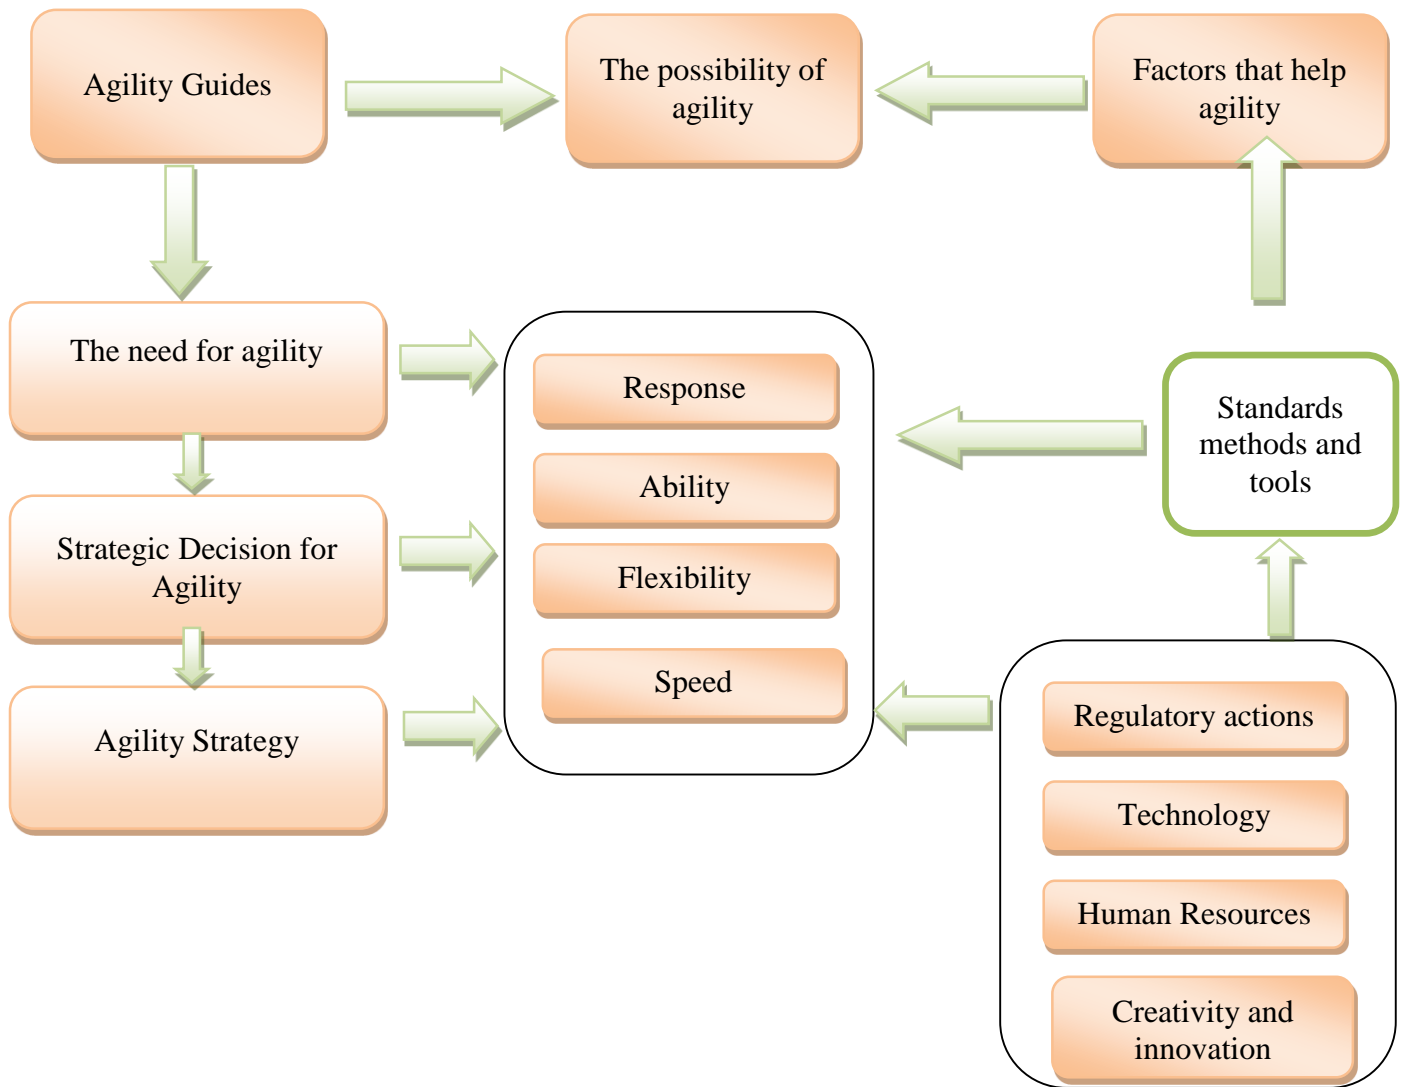 Agility Guides
The possibility of
agility
Factors that help
agility
The need for agility
Strategic Decision for
Agility
Agility Strategy
Response
Ability
Flexibility
Speed
Standards
methods and
tools
Regulatory actions
Technology
Human Resources
Creativity and
innovation